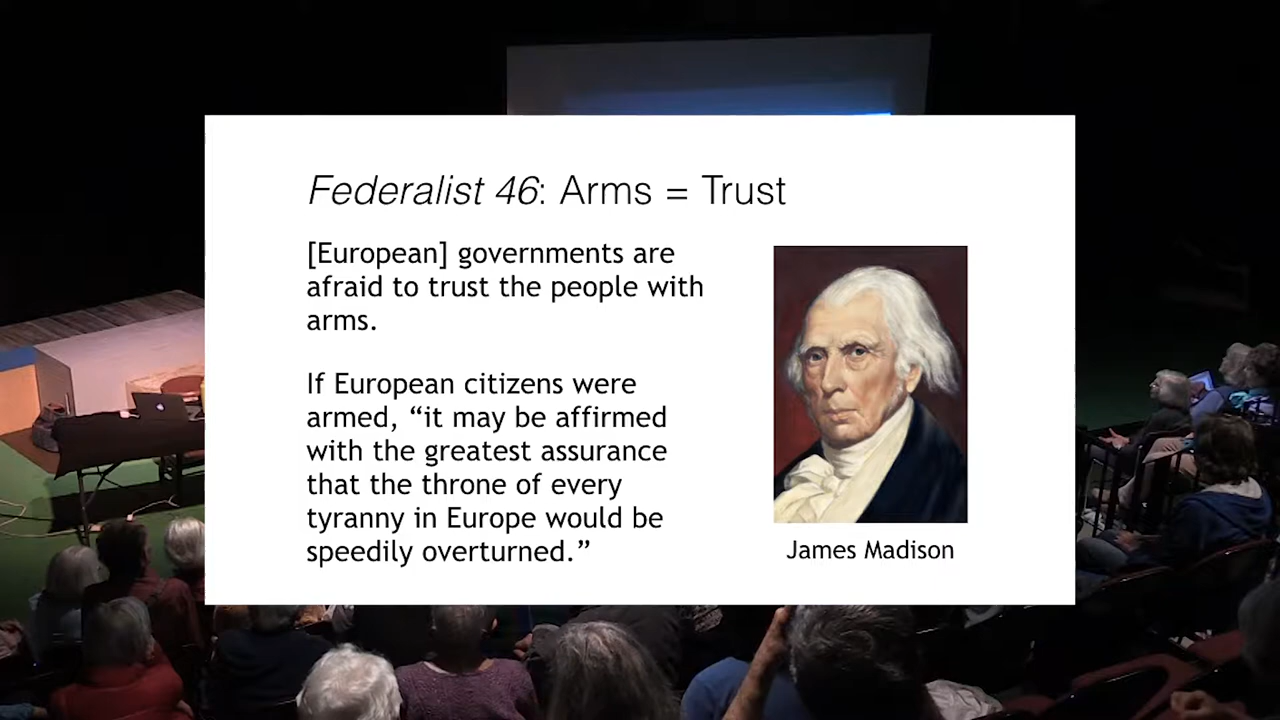 Federalist 46: Arms = Trust
[European] governments are
afraid to trust the people with
arms.
If European citizens were
armed, “it may be affirmed
with the greatest assurance
that the throne of every
tyranny in Europe would be
speedily overturned.”
James Madison